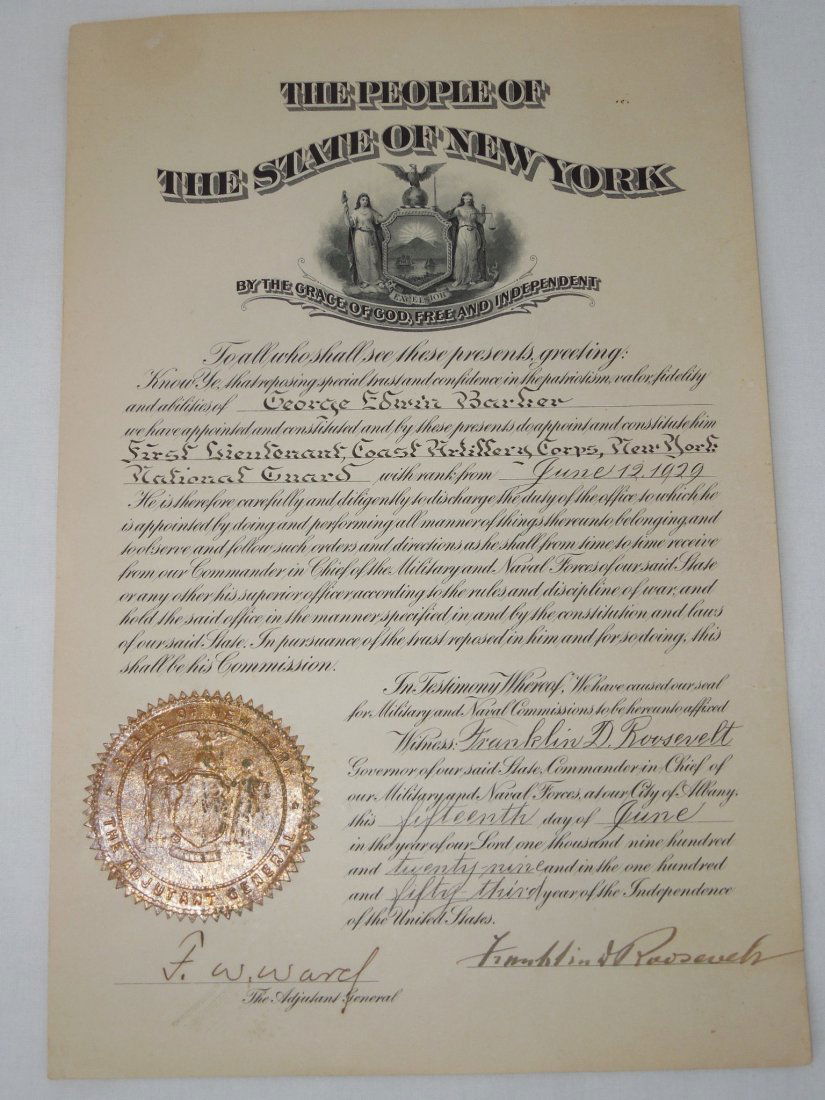 THE PEOPLE OF
THE STATE OF NEW YORK
EXCELSIOR
BY THE GRACE OF GOD, FREE AND INDEPENDENT
To all who shall see these presents, greeting:
Know Ye, that reposing special trust and confidence in the patriotism, valor, fidelity
and abilities of George Edwin Barker
we have appointed and constituted and by these presents do appoint and constitute him
First Lieutenant, Coast Artillery Corps, New York
National Guard with rank from June 12, 1929
He is therefore carefully and diligently to discharge the duty of the office to which he
is appointed by doing and performing all manner of things thereunto belonging, and
to observe and follow such orders and directions as he shall from time to time receive
from our Commander in Chief of the Military and Naval Forces of our said State
or any other his superior officer according to the rules and discipline of war, and
hold the said office in the manner specified in and by the constitution and laws
of our said State. In pursuance of the trust reposed in him and for so doing, this
shall be his Commission.
In Testimony Whereof, We have caused our seal
for Military and Naval Commissions to be hereunto affixed
Witness: Franklin D. Roosevelt
Governor of our said State, Commander in Chief of
our Military and Naval Forces, at our City of Albany,
this fifteenth day of June
in the year of our Lord one thousand nine hundred
and twenty nine and in the one hundred
and fifty third year of the Independence
of the United States.
STATE OF NEW YORK
THE ADJUTANT GENERAL
F. W. Ward
The Adjutant General
Franklin D Roosevelt